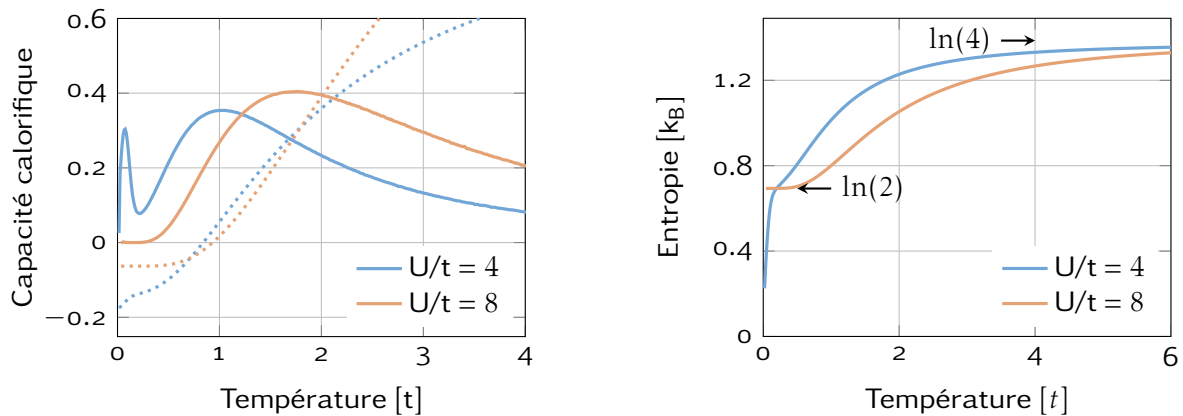 Capacité calorifique
0.6
0.4
0.2
0
−0.2
0
1
2
3
4
Température [t]
U/t = 4
U/t = 8
Entropie [k_B]
1.2
0.8
0.4
0
0
2
4
6
Température [t]
ln(4)
ln(2)
U/t = 4
U/t = 8